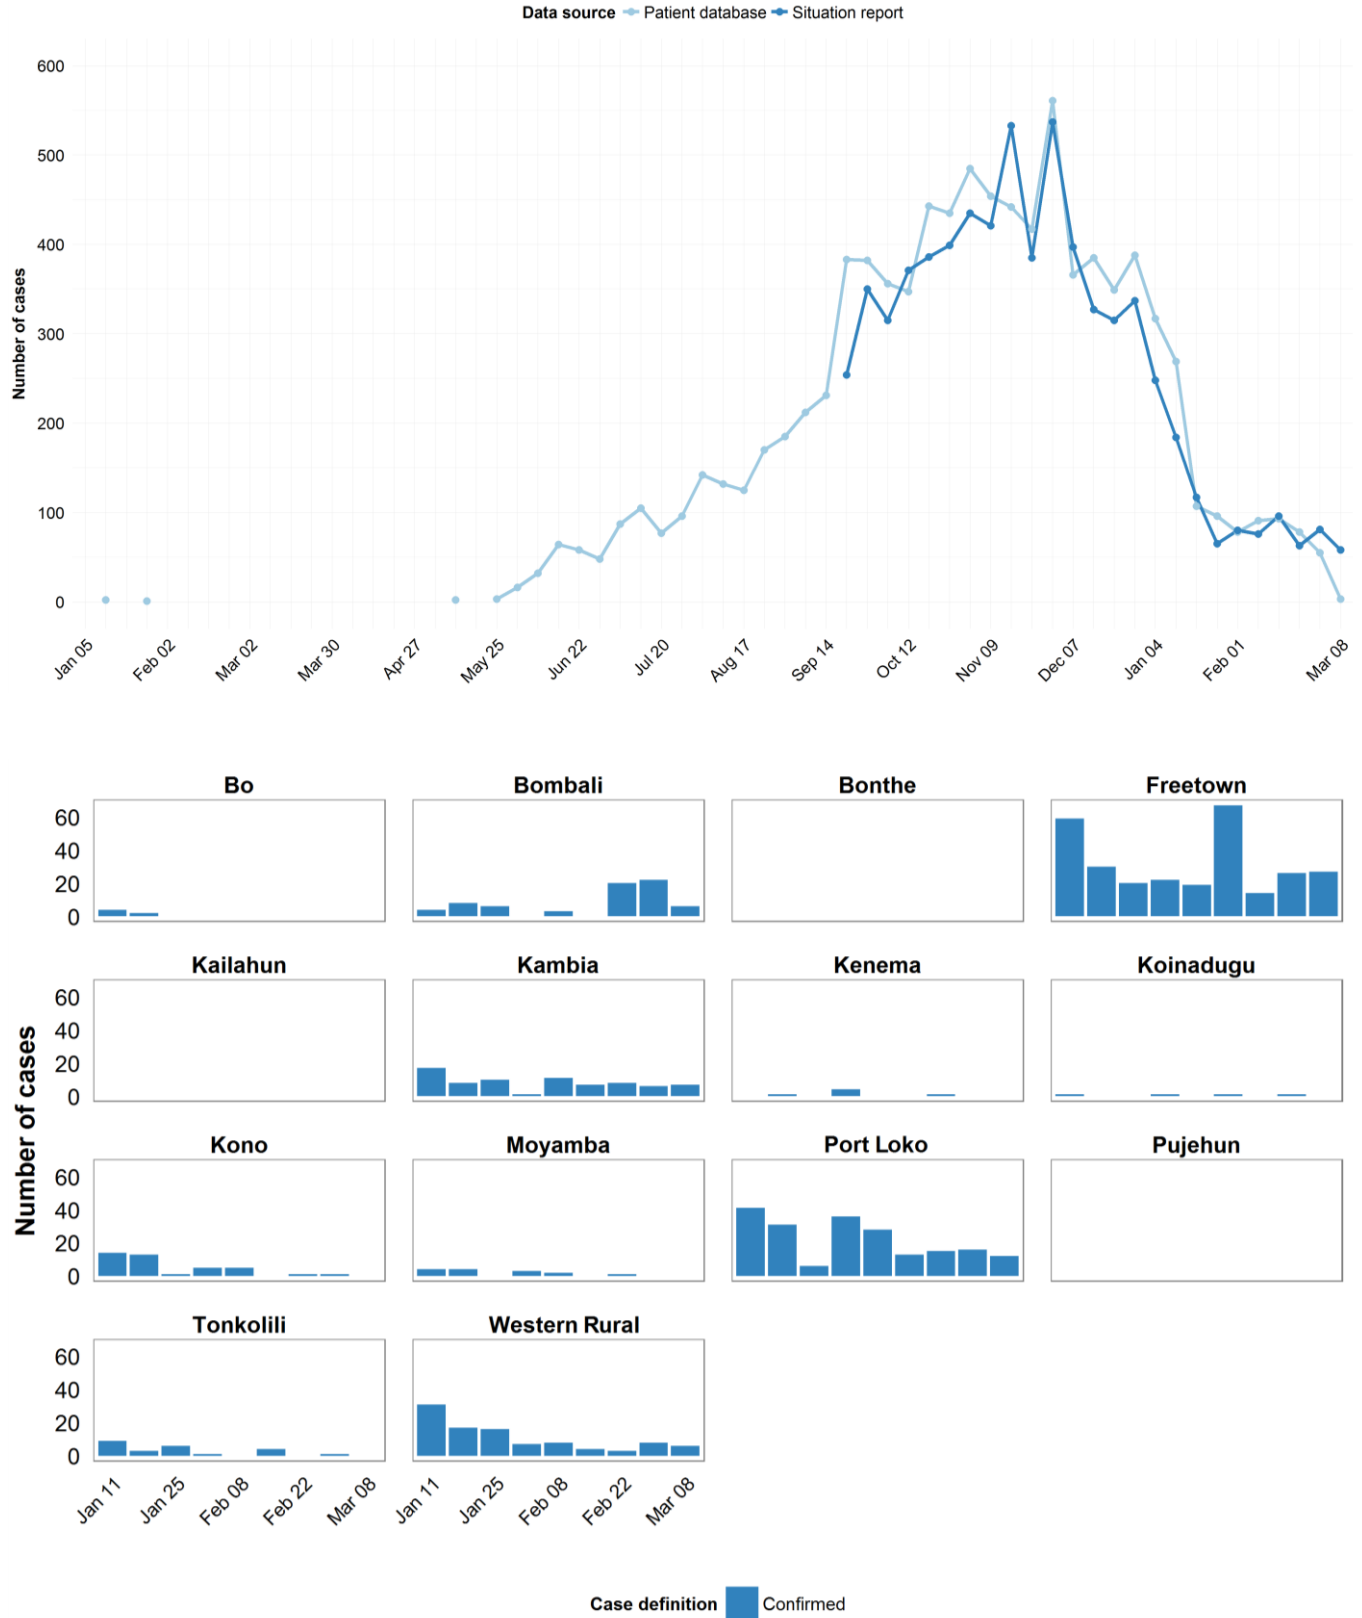 Data source Patient database Situation report
600
500
400
300
200
100
0
Number of cases
Jan 05 Feb 02 Mar 02 Mar 30 Apr 27 May 25 Jun 22 Jul 20 Aug 17 Sep 14 Oct 12 Nov 09 Dec 07 Jan 04 Feb 01 Mar 08
Bo Bombali Bonthe Freetown
60
40
20
0
Kailahun Kambia Kenema Koinadugu
60
40
20
0
Number of cases
Kono Moyamba Port Loko Pujehun
60
40
20
0
Tonkolili Western Rural
60
40
20
0
Jan 11 Jan 25 Feb 08 Feb 22 Mar 08 Jan 11 Jan 25 Feb 08 Feb 22 Mar 08
Case definition Confirmed